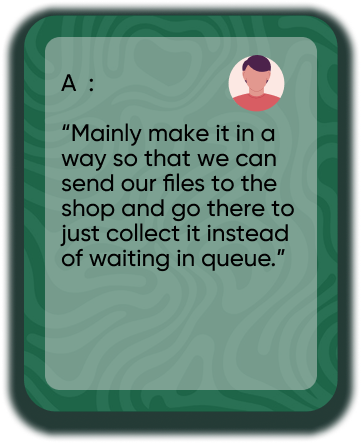 A :
“Mainly make it in a
way so that we can
send our files to the
shop and go there to
just collect it instead
of waiting in queue.”